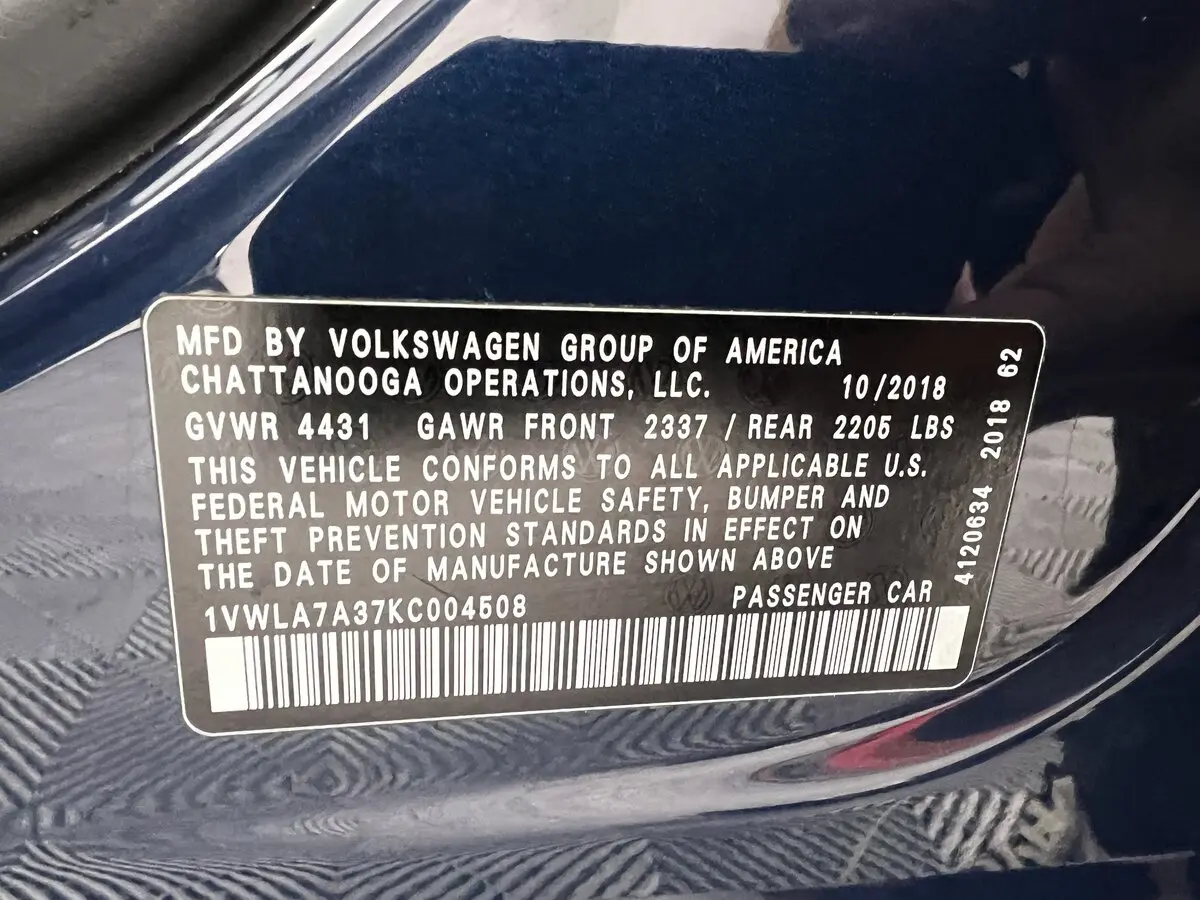 MFD BY VOLKSWAGEN GROUP OF AMERICA
CHATTANOOGA OPERATIONS, LLC. 10/2018
GVWR 4431 GAWR FRONT 2337 / REAR 2205 LBS
THIS VEHICLE CONFORMS TO ALL APPLICABLE U.S.
FEDERAL MOTOR VEHICLE SAFETY, BUMPER AND
THEFT PREVENTION STANDARDS IN EFFECT ON
THE DATE OF MANUFACTURE SHOWN ABOVE
1VWLA7A37KC004508 PASSENGER CAR
4120634 2018 62